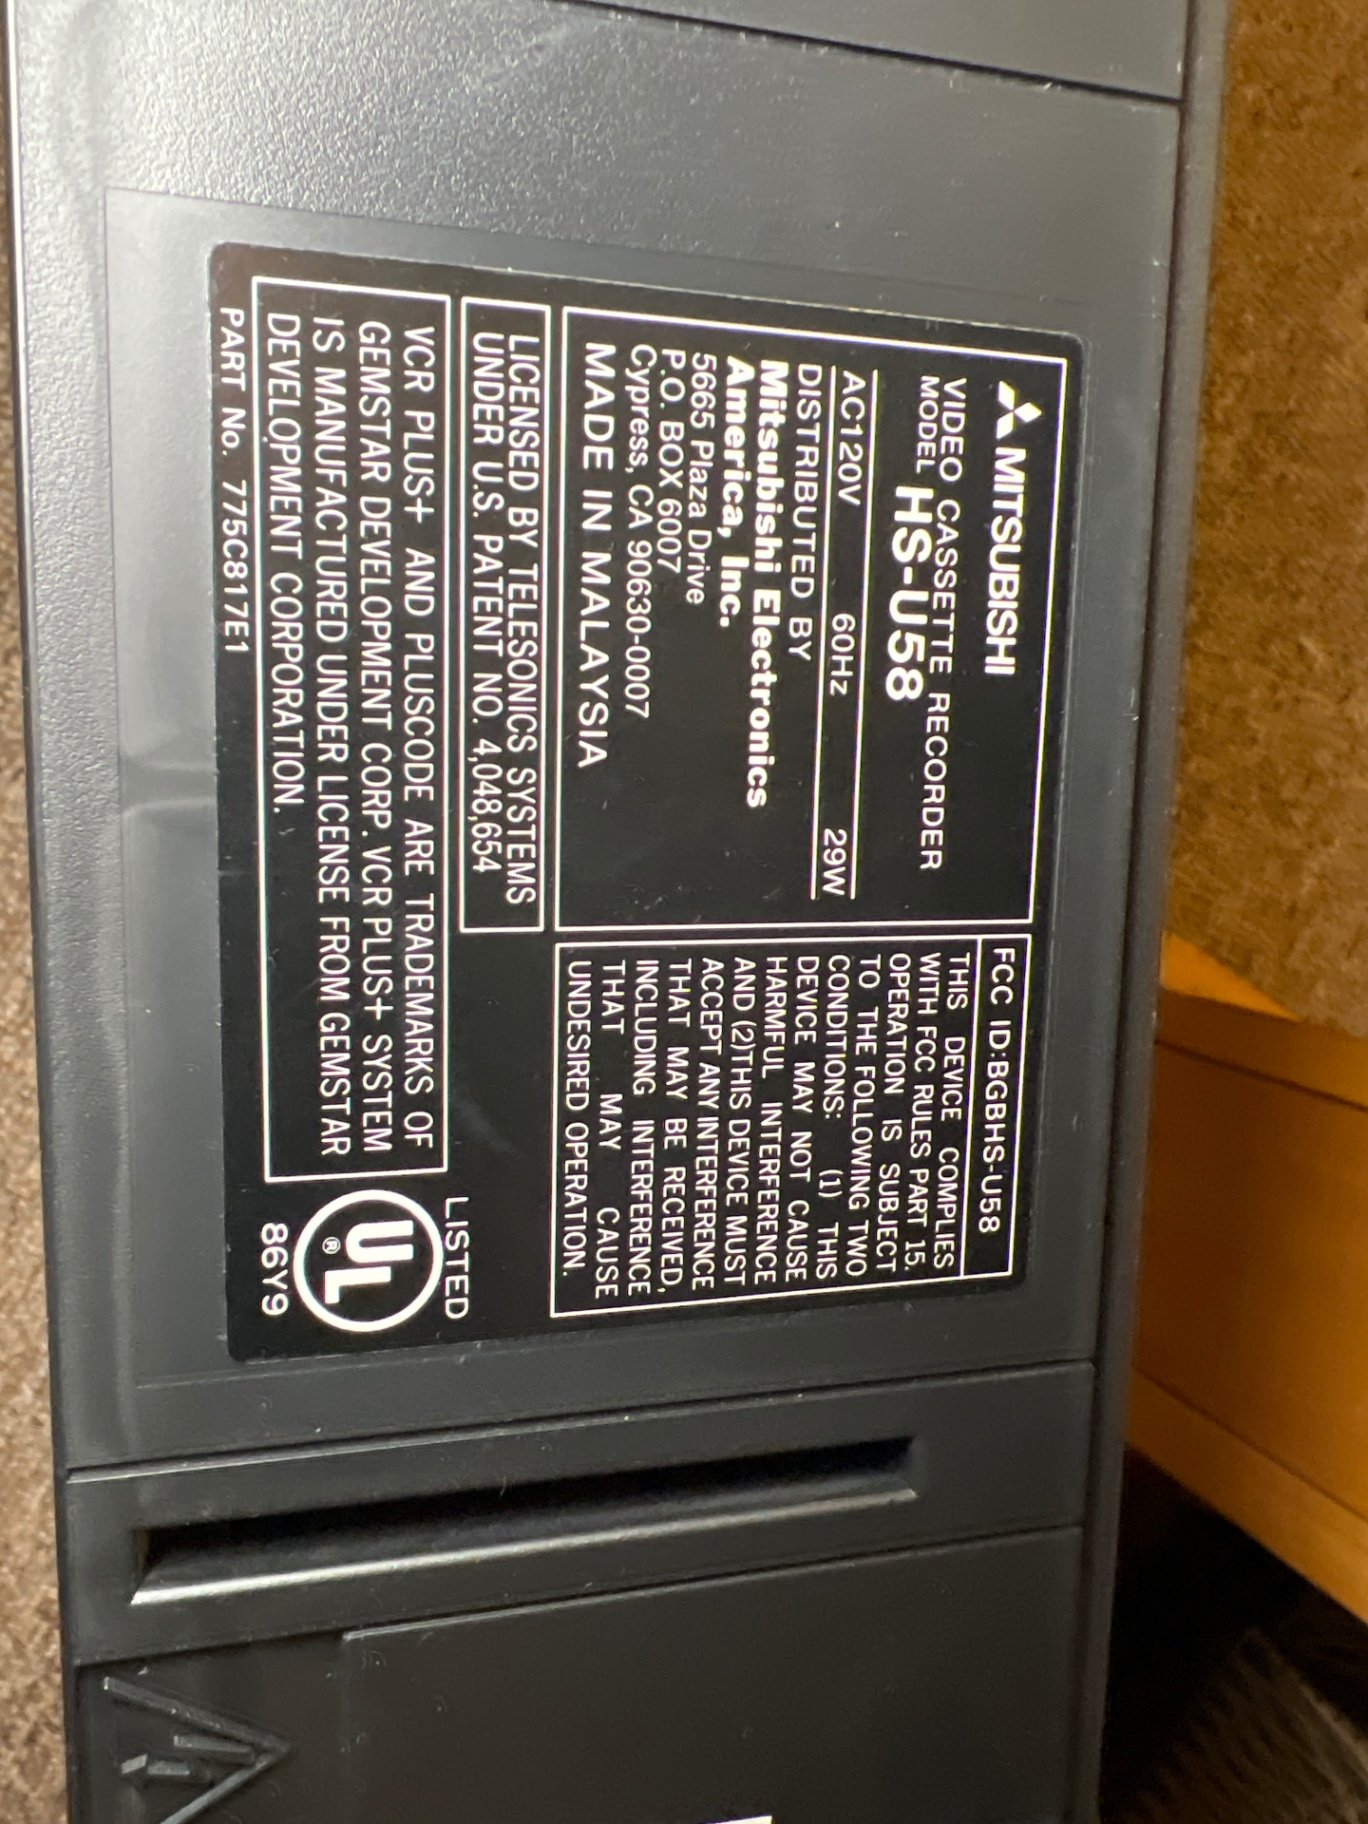 MITSUBISHI
VIDEO CASSETTE RECORDER
MODEL HS-U58
AC120V 60Hz 29W
DISTRIBUTED BY
Mitsubishi Electronics
America, Inc.
5665 Plaza Drive
P.O. BOX 6007
Cypress, CA 90630-0007
MADE IN MALAYSIA
FCC ID:BGBHS-U58
THIS DEVICE COMPLIES
WITH FCC RULES PART 15.
OPERATION IS SUBJECT
TO THE FOLLOWING TWO
CONDITIONS: (1) THIS
DEVICE MAY NOT CAUSE
HARMFUL INTERFERENCE
AND (2)THIS DEVICE MUST
ACCEPT ANY INTERFERENCE
THAT MAY BE RECEIVED,
INCLUDING INTERFERENCE
THAT MAY CAUSE
UNDESIRED OPERATION.
LICENSED BY TELESONICS SYSTEMS
UNDER U.S. PATENT NO. 4,048,654
VCR PLUS+ AND PLUSCODE ARE TRADEMARKS OF
GEMSTAR DEVELOPMENT CORP. VCR PLUS+ SYSTEM
IS MANUFACTURED UNDER LICENSE FROM GEMSTAR
DEVELOPMENT CORPORATION.
PART No. 775C817E1
LISTED
UL®
86Y9